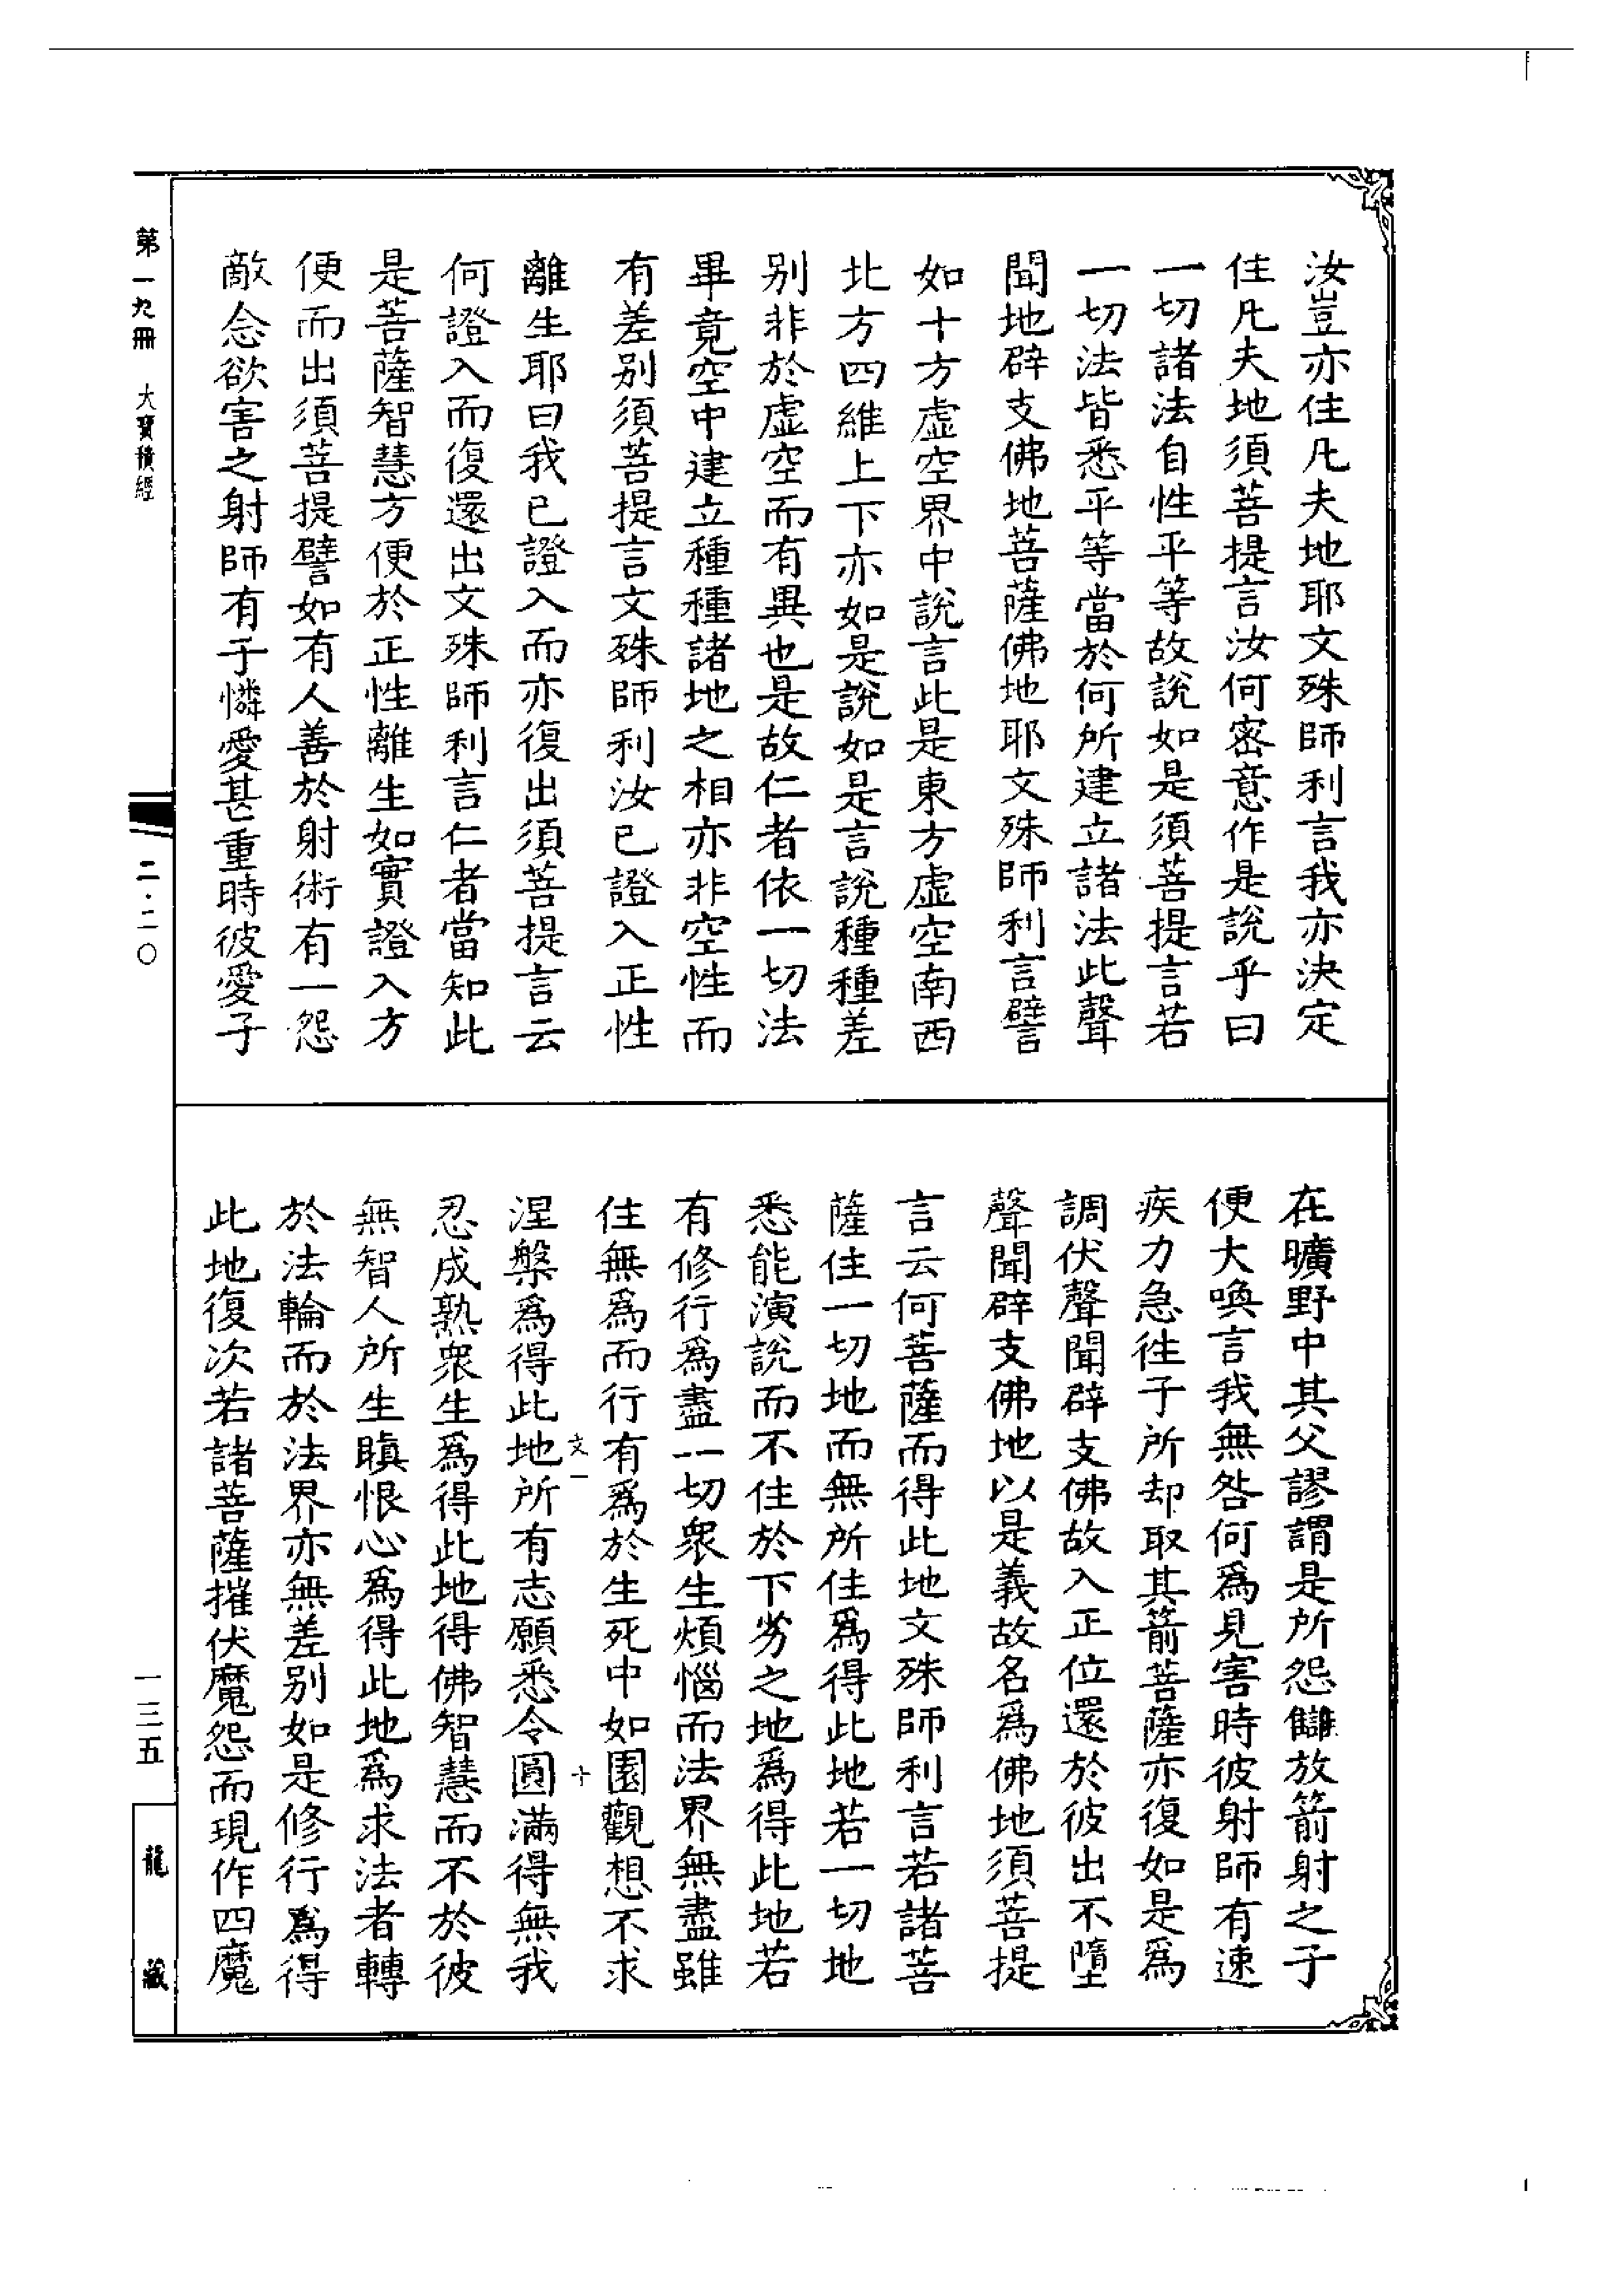 汝豈亦住凡夫地耶文殊師利言我亦決定
住凡夫地須菩提言汝何密意作是說乎曰
一切諸法自性平等故說如是須菩提言若
一切法皆悉平等當於何所建立諸法此聲
聞地辟支佛地菩薩佛地耶文殊師利言譬
如十方虛空界中說言此是東方虛空南西
北方四維上下亦如是說如是言說種種差
別非於虛空而有異也是故仁者依一切法
畢竟空中建立種種諸地之相亦非空性而
有差別須菩提言文殊師利汝已證入正性
離生耶曰我已證入而亦復出須菩提言云
何證入而復還出文殊師利言仁者當知此
是菩薩智慧方便於正性離生如實證入方
便而出須菩提譬如有人善於射術有一怨
敵念欲害之射師有子憐愛甚重時彼愛子
在曠野中其父謬謂是所怨讎放箭射之子
便大喚言我無咎何爲見害時彼射師有速
疾力急往子所却取其箭菩薩亦復如是爲
調伏聲聞辟支佛故入正位還於彼出不墮
聲聞辟支佛地以是義故名爲佛地須菩提
言云何菩薩而得此地文殊師利言若諸菩
薩住一切地而無所住爲得此地若一切地
悉能演說而不住於下劣之地爲得此地若
有修行爲盡一切衆生煩惱而法界無盡雖
住無爲而行有爲於生死中如園觀想不求
文一 十
涅槃爲得此地所有志願悉令圓滿得無我
忍成熟衆生爲得此地得佛智慧而不於彼
無智人所生瞋恨心爲得此地爲求法者轉
於法輪而於法界亦無差別如是修行爲得
此地復次若諸菩薩摧伏魔怨而現作四魔
第一九冊 大寶積經
二·二〇
一三五
龍藏